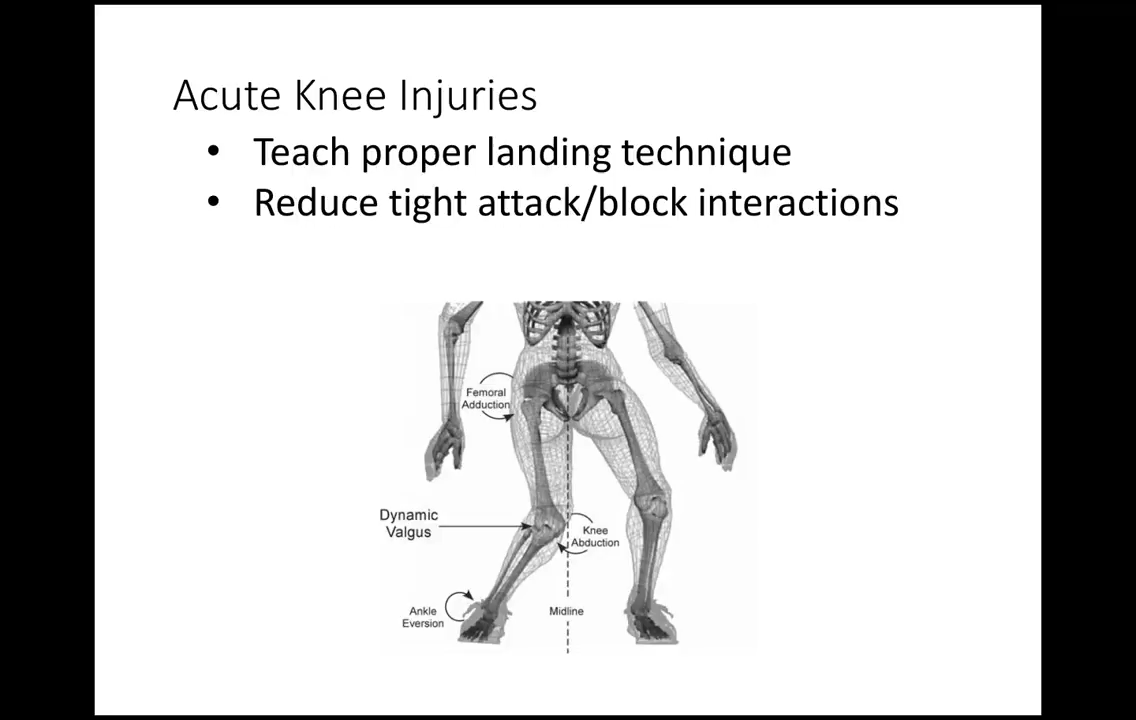 Acute Knee Injuries
• Teach proper landing technique
• Reduce tight attack/block interactions
Femoral
Adduction
Dynamic
Valgus
Knee
Abduction
Ankle
Eversion
Midline